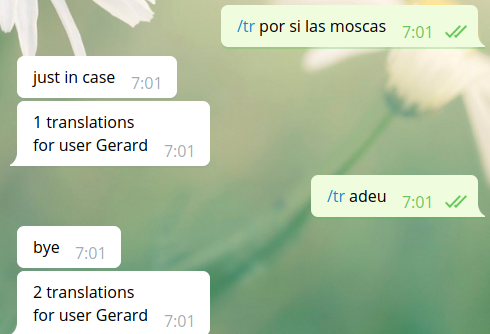 /tr por si las moscas 7:01
just in case 7:01
1 translations
for user Gerard 7:01
/tr adeu 7:01
bye 7:01
2 translations
for user Gerard 7:01